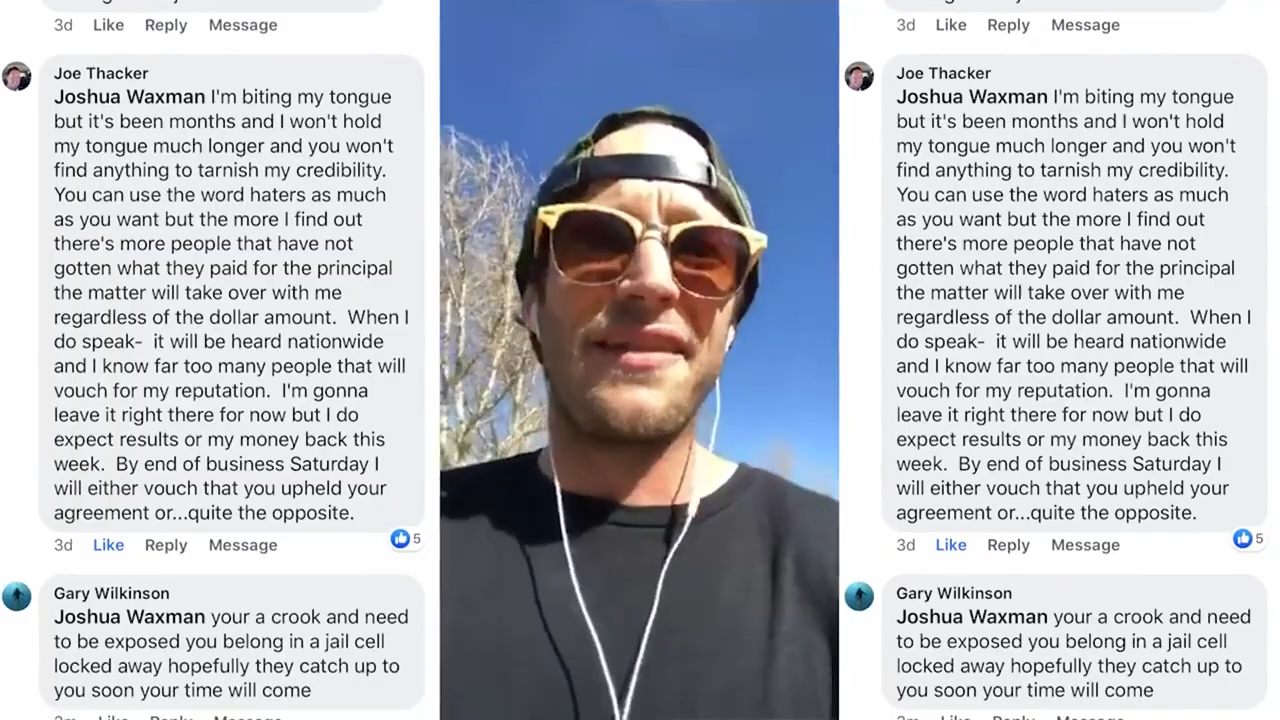 3d Like Reply Message
Joe Thacker
Joshua Waxman I'm biting my tongue
but it's been months and I won't hold
my tongue much longer and you won't
find anything to tarnish my credibility.
You can use the word haters as much
as you want but the more I find out
there's more people that have not
gotten what they paid for the principal
the matter will take over with me
regardless of the dollar amount.  When I
do speak-  it will be heard nationwide
and I know far too many people that will
vouch for my reputation.  I'm gonna
leave it right there for now but I do
expect results or my money back this
week.  By end of business Saturday I
will either vouch that you upheld your
agreement or...quite the opposite.
3d Like Reply Message 5
Gary Wilkinson
Joshua Waxman your a crook and need
to be exposed you belong in a jail cell
locked away hopefully they catch up to
you soon your time will come
3d Like Reply Message
Joe Thacker
Joshua Waxman I'm biting my tongue
but it's been months and I won't hold
my tongue much longer and you won't
find anything to tarnish my credibility.
You can use the word haters as much
as you want but the more I find out
there's more people that have not
gotten what they paid for the principal
the matter will take over with me
regardless of the dollar amount.  When I
do speak-  it will be heard nationwide
and I know far too many people that will
vouch for my reputation.  I'm gonna
leave it right there for now but I do
expect results or my money back this
week.  By end of business Saturday I
will either vouch that you upheld your
agreement or...quite the opposite.
3d Like Reply Message 5
Gary Wilkinson
Joshua Waxman your a crook and need
to be exposed you belong in a jail cell
locked away hopefully they catch up to
you soon your time will come